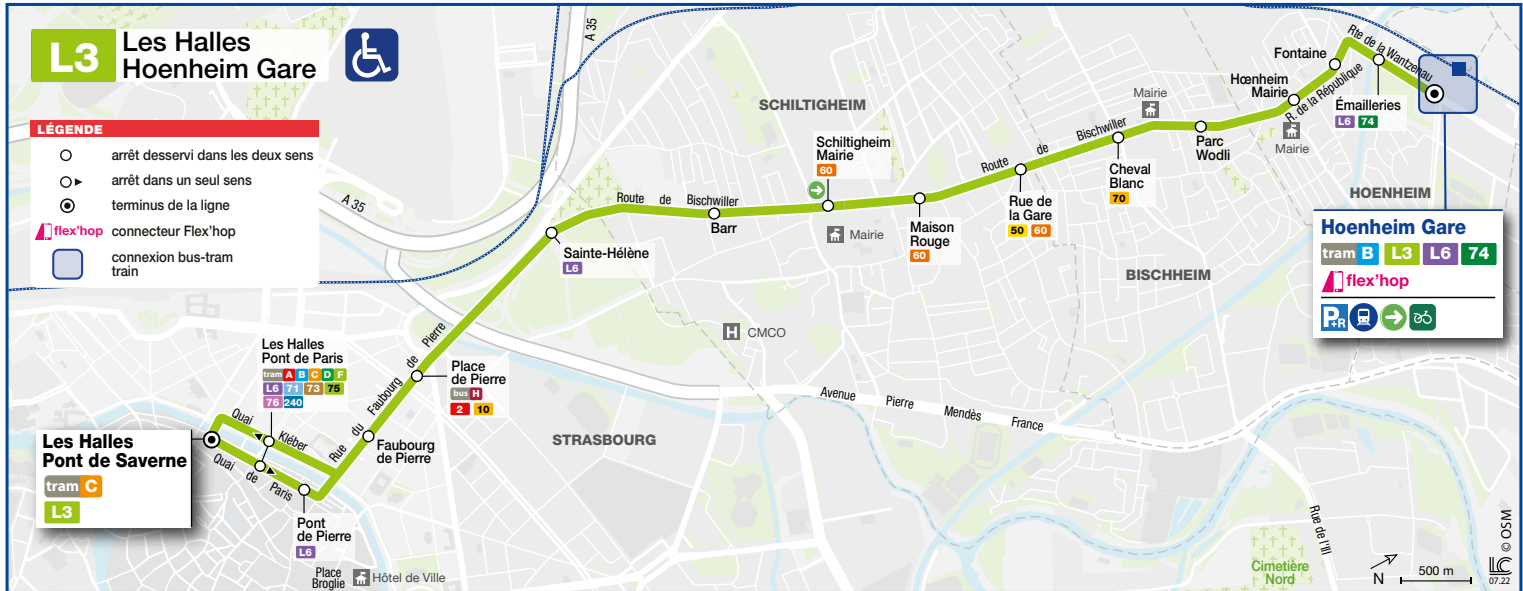 L3
Les Halles
Hoenheim Gare
LÉGENDE
arrêt desservi dans les deux sens
arrêt dans un seul sens
terminus de la ligne
flex'hop connecteur Flex'hop
connexion bus-tram
train
A 35
A 35
SCHILTIGHEIM
STRASBOURG
BISCHHEIM
HOENHEIM
Les Halles
Pont de Saverne
tram C
L3
Les Halles
Pont de Paris
tram A B C D F
L6 71 73 75
76 240
Quai Kléber
Quai de Paris
Pont
de Pierre
L6
Place
Broglie
Hôtel de Ville
Rue du Faubourg de Pierre
Faubourg
de Pierre
Place
de Pierre
bus H
2 10
Sainte-Hélène
L6
Route de Bischwiller
Barr
Schiltigheim
Mairie
60
Mairie
Maison
Rouge
60
H CMCO
Route de Bischwiller
Rue de
la Gare
50 60
Cheval
Blanc
70
Mairie
Parc
Wodli
Hœnheim
Mairie
Mairie
R. de la République
Fontaine
Rte de la Wantzenau
Émailleries
L6 74
Hoenheim Gare
tram B L3 L6 74
flex'hop
P+R
Avenue Pierre Mendès France
Rue de l'Ill
Cimetière
Nord
N
500 m
© OSM
LC
07.22